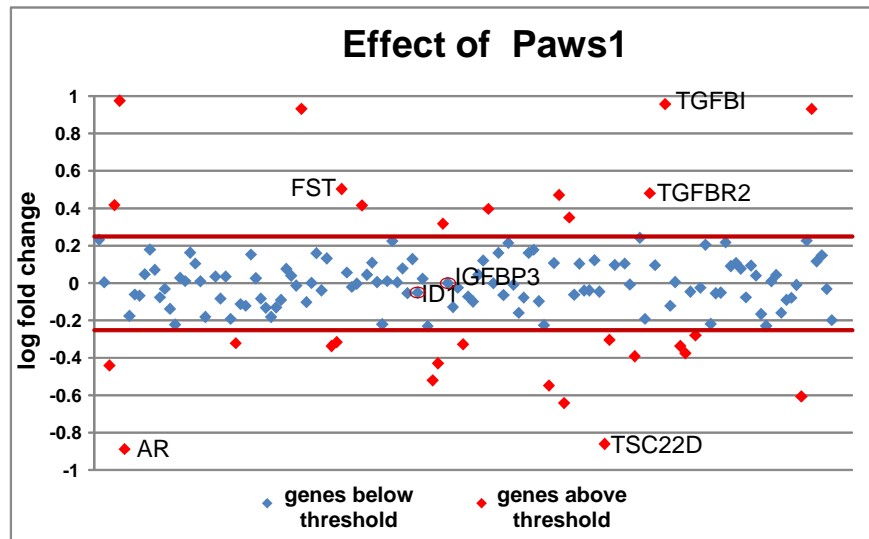 Effect of Paws1
log fold change
1
0.8
0.6
0.4
0.2
0
-0.2
-0.4
-0.6
-0.8
-1
TGFBI
FST
TGFBR2
IGFBP3
ID1
AR
TSC22D
genes below
threshold
genes above
threshold